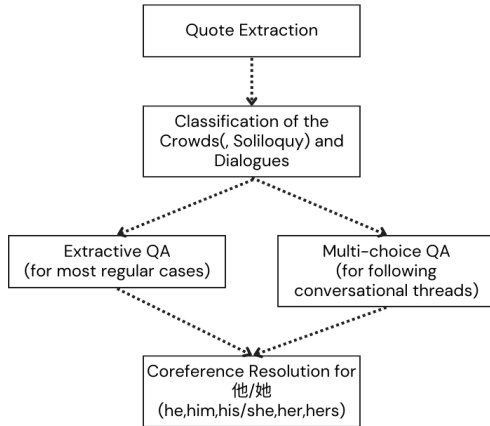 Quote Extraction
Classification of the
Crowds(, Soliloquy) and
Dialogues
Extractive QA
(for most regular cases)
Multi-choice QA
(for following
conversational threads)
Coreference Resolution for
他/她
(he,him,his/she,her,hers)